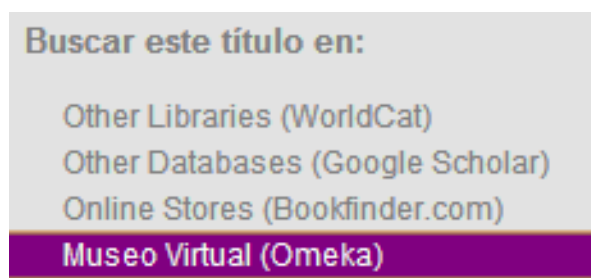 Buscar este título en:
Other Libraries (WorldCat)
Other Databases (Google Scholar)
Online Stores (Bookfinder.com)
Museo Virtual (Omeka)